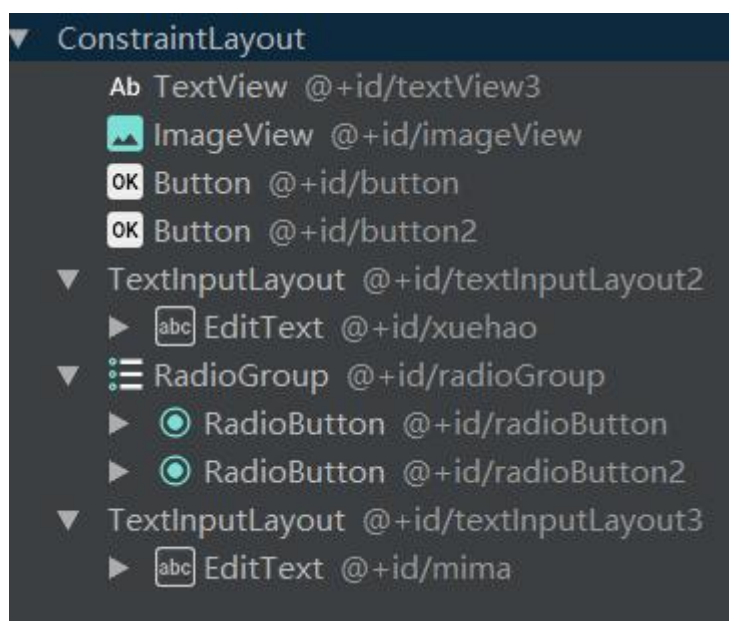 ConstraintLayout
Ab TextView @+id/textView3
ImageView @+id/imageView
OK Button @+id/button
OK Button @+id/button2
TextInputLayout @+id/textInputLayout2
abc EditText @+id/xuehao
RadioGroup @+id/radioGroup
RadioButton @+id/radioButton
RadioButton @+id/radioButton2
TextInputLayout @+id/textInputLayout3
abc EditText @+id/mima